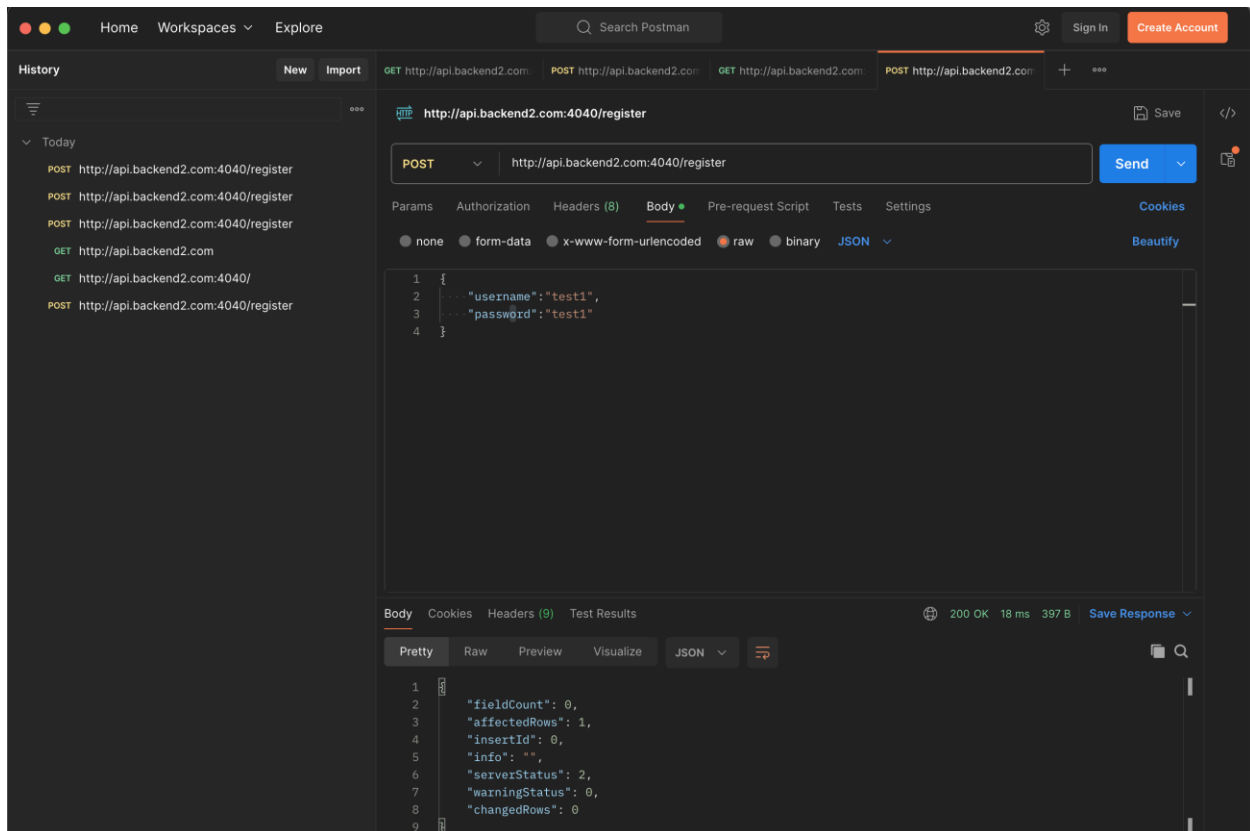 Home Workspaces Explore Search Postman Sign In Create Account
History New Import
GET http://api.backend2.com POST http://api.backend2.com GET http://api.backend2.com POST http://api.backend2.com
HTTP http://api.backend2.com:4040/register Save </>
Today
POST http://api.backend2.com:4040/register
POST http://api.backend2.com:4040/register
POST http://api.backend2.com:4040/register
GET http://api.backend2.com
GET http://api.backend2.com:4040/
POST http://api.backend2.com:4040/register
POST http://api.backend2.com:4040/register Send
Params Authorization Headers (8) Body Pre-request Script Tests Settings Cookies
none form-data x-www-form-urlencoded raw binary JSON Beautify
1 {
2 ····"username":"test1",
3 ····"password":"test1"
4 }
Body Cookies Headers (9) Test Results 200 OK 18 ms 397 B Save Response
Pretty Raw Preview Visualize JSON
1 {
2 "fieldCount": 0,
3 "affectedRows": 1,
4 "insertId": 0,
5 "info": "",
6 "serverStatus": 2,
7 "warningStatus": 0,
8 "changedRows": 0
9 }